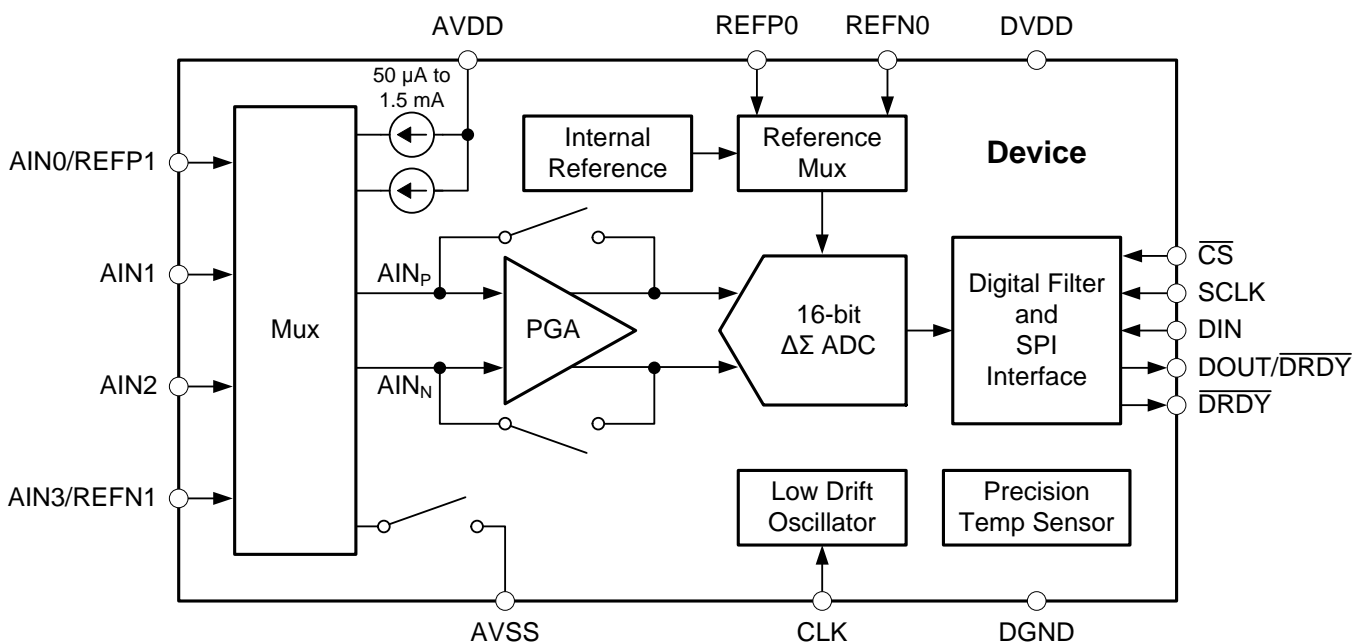 AVDD
REFP0
REFN0
DVDD
50 μA to
1.5 mA
AIN0/REFP1
Internal
Reference
Reference
Mux
Device
AIN1
AINP
Mux
PGA
16-bit
ΔΣ ADC
Digital Filter
and
SPI
Interface
CS
SCLK
DIN
DOUT/DRDY
DRDY
AIN2
AINN
AIN3/REFN1
Low Drift
Oscillator
Precision
Temp Sensor
AVSS
CLK
DGND